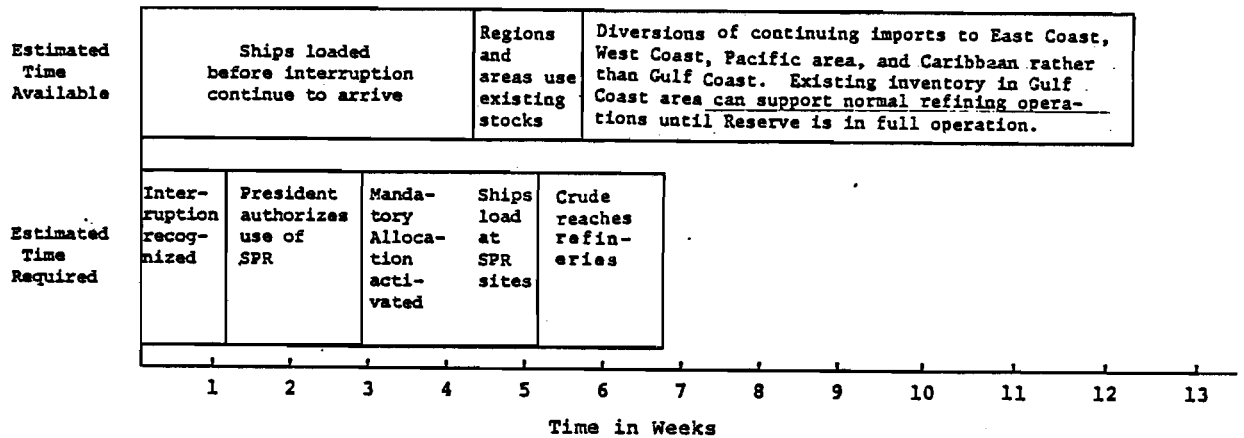 Estimated
Time
Available
Ships loaded
before interruption
continue to arrive
Regions
and
areas use
existing
stocks
Diversions of continuing imports to East Coast,
West Coast, Pacific area, and Caribbean rather
than Gulf Coast. Existing inventory in Gulf
Coast area can support normal refining opera-
tions until Reserve is in full operation.
Estimated
Time
Required
Inter-
ruption
recog-
nized
President
authorizes
use of
SPR
Manda-
tory
Alloca-
tion
acti-
vated
Ships
load
at
SPR
sites
Crude
reaches
refin-
eries
1 2 3 4 5 6 7 8 9 10 11 12 13
Time in Weeks